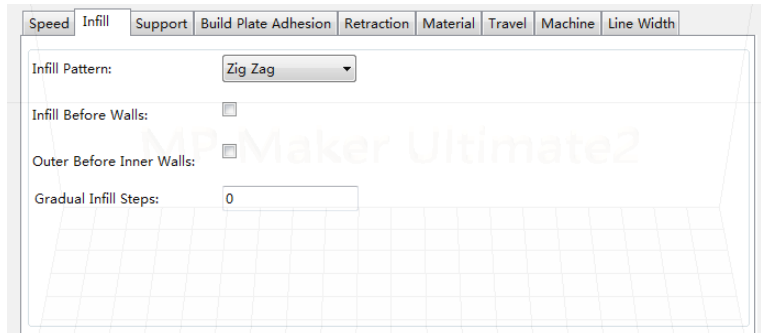 Speed Infill Support Build Plate Adhesion Retraction Material Travel Machine Line Width
Infill Pattern: Zig Zag
Infill Before Walls:
MP Maker Ultimate2
Outer Before Inner Walls:
Gradual Infill Steps: 0